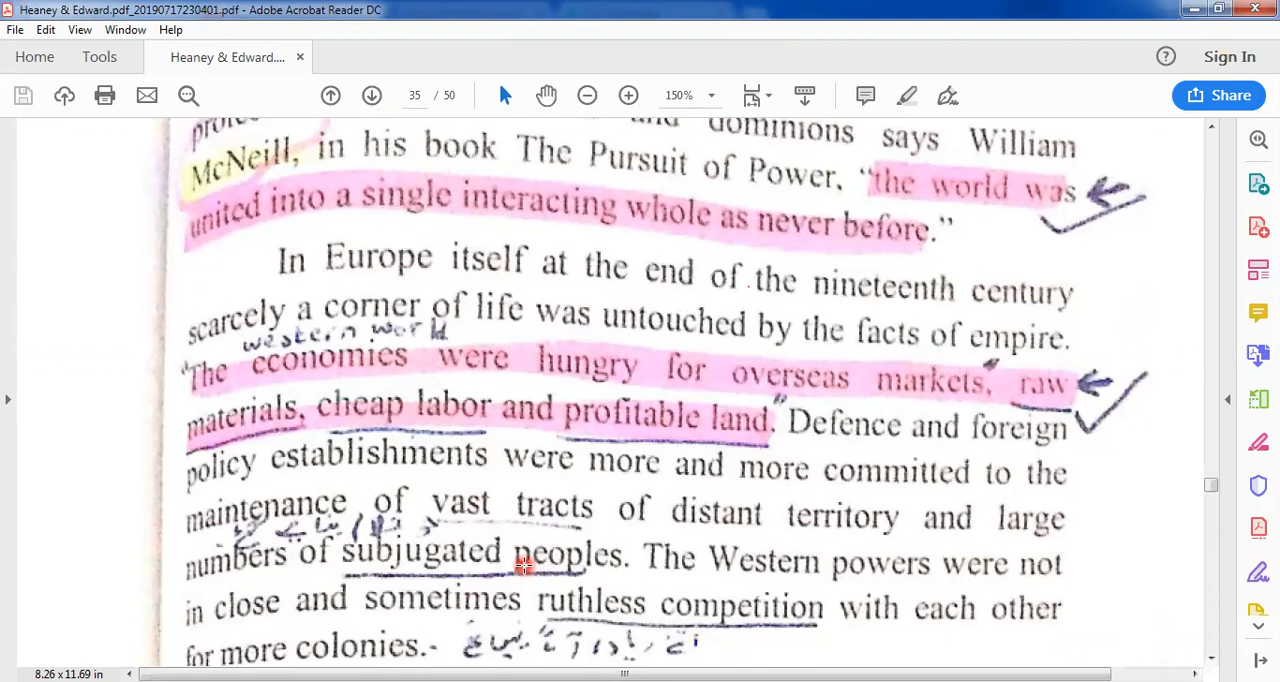 Heaney & Edward.pdf_20190717230401.pdf - Adobe Acrobat Reader DC
File Edit View Window Help
Home Tools Heaney & Edward.... × Sign In
35 / 50 150% Share
and dominions says William
McNeill, in his book The Pursuit of Power, “the world was
united into a single interacting whole as never before.”
In Europe itself at the end of the nineteenth century
scarcely a corner of life was untouched by the facts of empire.
western world
"The economies were hungry for overseas markets, raw
materials, cheap labor and profitable land." Defence and foreign
policy establishments were more and more committed to the
maintenance of vast tracts of distant territory and large
numbers of subjugated peoples. The Western powers were not
in close and sometimes ruthless competition with each other
for more colonies.
8.26 x 11.69 in